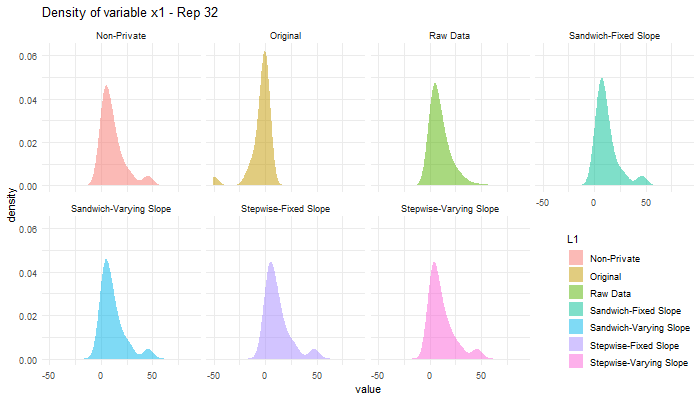 Density of variable x1 - Rep 32
Non-Private Original Raw Data Sandwich-Fixed Slope
0.06
0.04
0.02
0.00
-50 0 50
Sandwich-Varying Slope Stepwise-Fixed Slope Stepwise-Varying Slope
0.06
0.04
0.02
0.00
-50 0 50 -50 0 50 -50 0 50
density
value
L1
Non-Private
Original
Raw Data
Sandwich-Fixed Slope
Sandwich-Varying Slope
Stepwise-Fixed Slope
Stepwise-Varying Slope